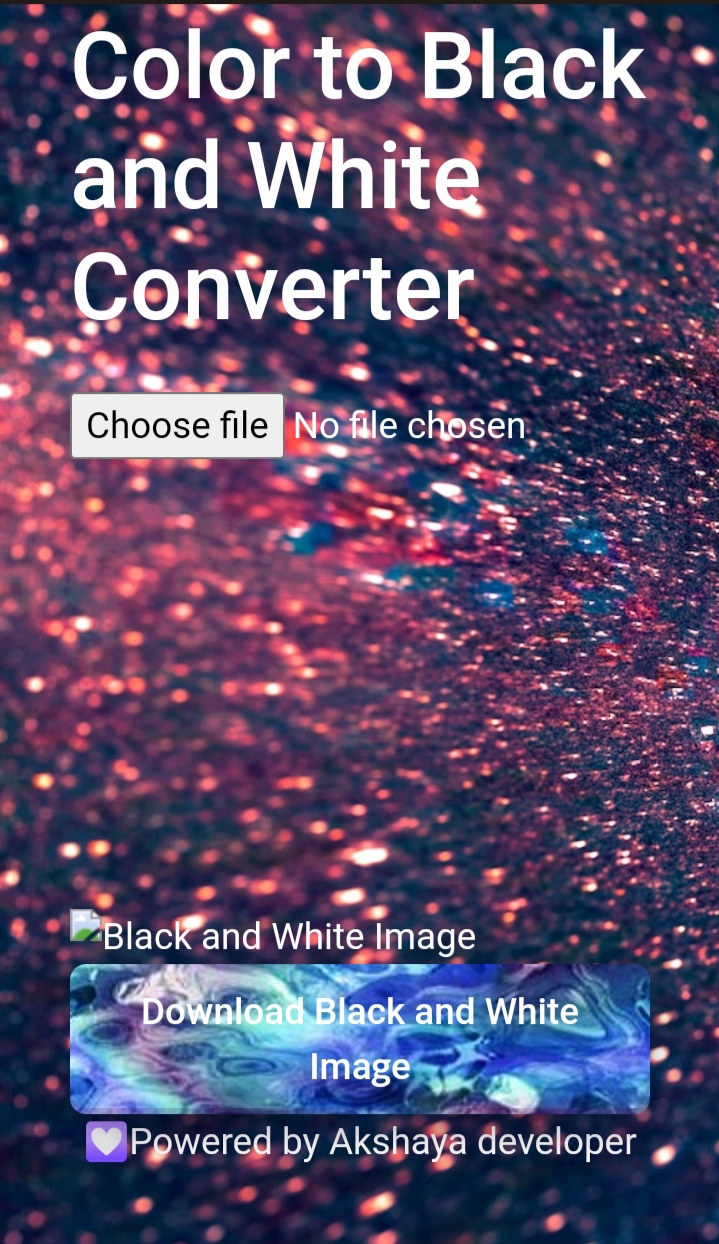 Color to Black
and White
Converter
Choose file No file chosen
Black and White Image
Download Black and White
Image
💜Powered by Akshaya developer